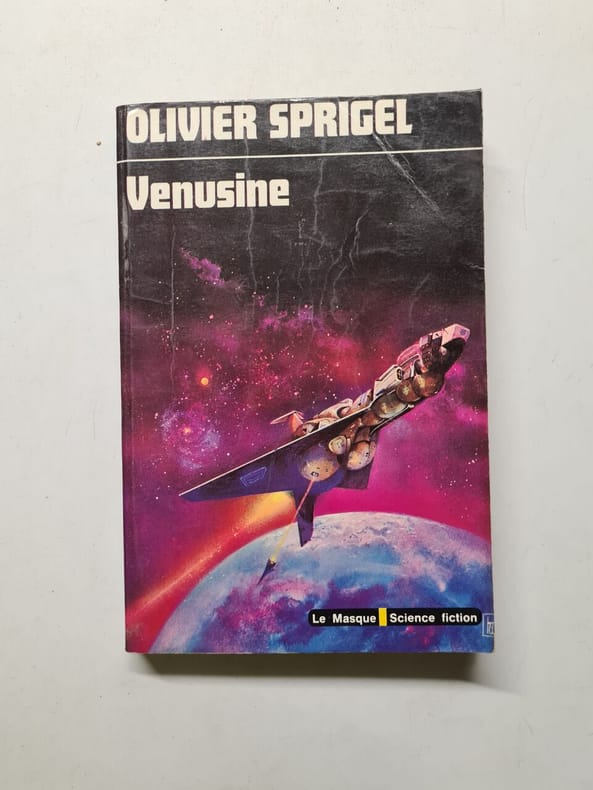 OLIVIER SPRIGEL
Venusine
Le Masque Science fiction